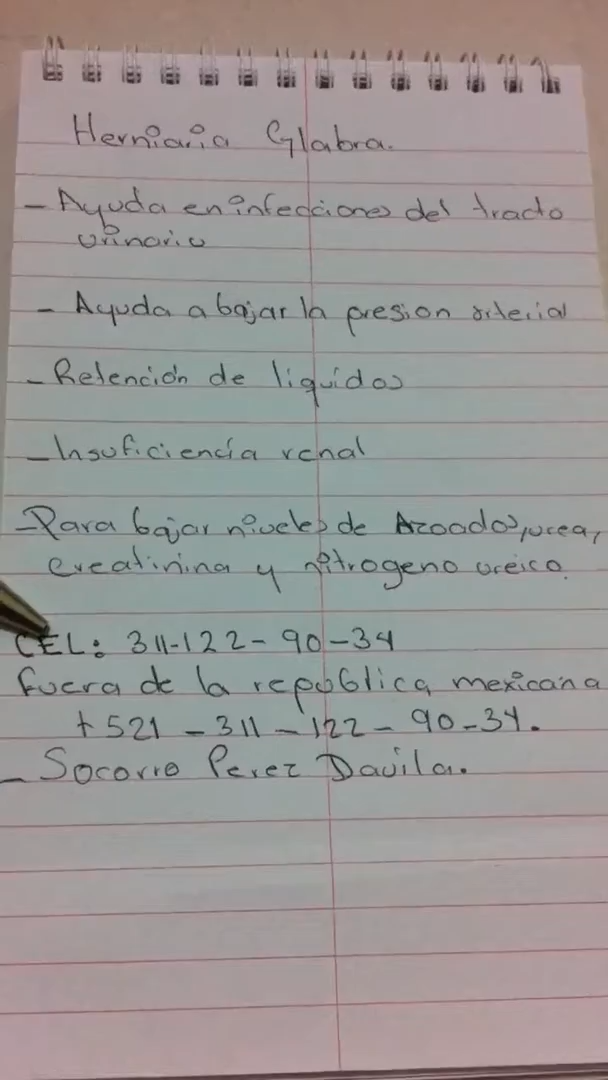 Herniaria Glabra.
- Ayuda en infecciones del tracto
urinario
- Ayuda a bajar la presion arterial
- Retención de liquidos
- Insuficiencia renal
- Para bajar niveles de Azoados, urea,
creatinina y nitrogeno ureico.
CEL: 311-122-90-34
fuera de la republica mexicana
+521-311-122-90-34.
- Socorro Perez Davila.